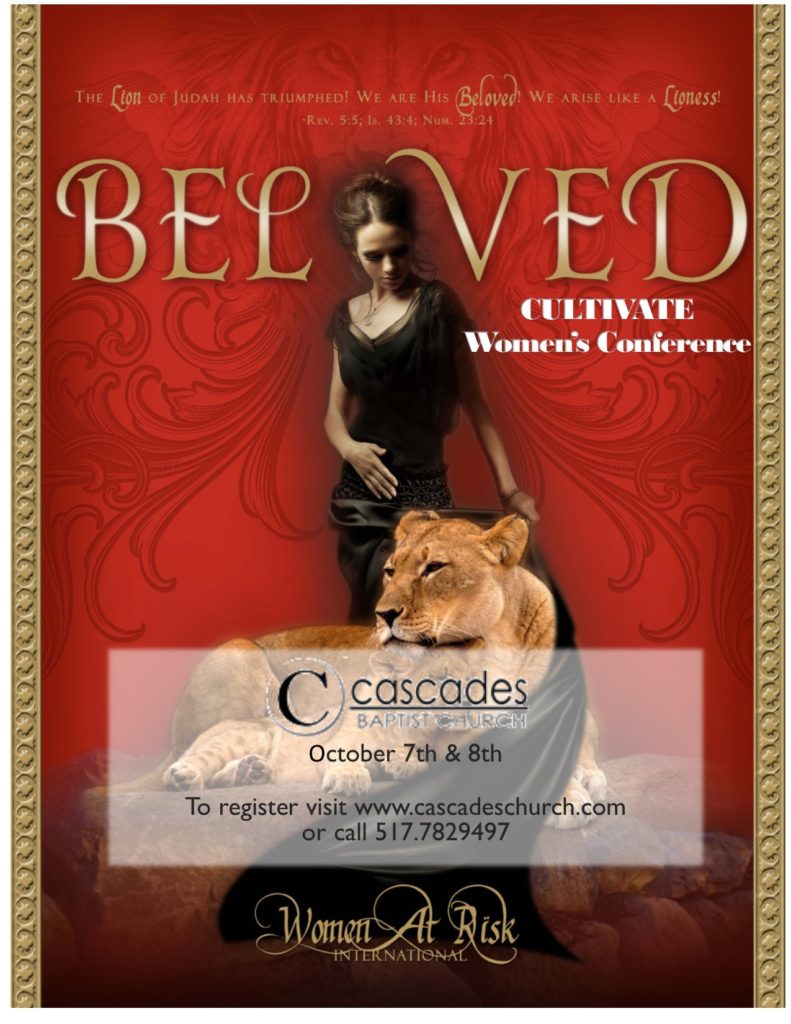 The Lion of Judah has triumphed! We are His Beloved! We arise like a Lioness!
-Rev. 5:5; Is. 43:4; Num. 23:24
BEL VED
CULTIVATE
Women's Conference
C cascades
BAPTIST CHURCH
October 7th & 8th
To register visit www.cascadeschurch.com
or call 517.7829497
Women At Risk
INTERNATIONAL